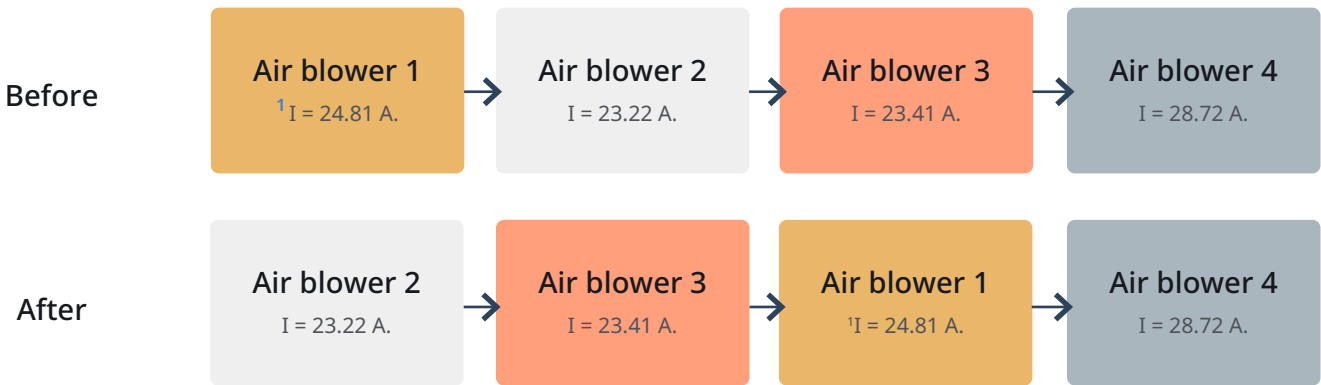 Before
Air blower 1
¹ I = 24.81 A.
Air blower 2
I = 23.22 A.
Air blower 3
I = 23.41 A.
Air blower 4
I = 28.72 A.
After
Air blower 2
I = 23.22 A.
Air blower 3
I = 23.41 A.
Air blower 1
¹I = 24.81 A.
Air blower 4
I = 28.72 A.